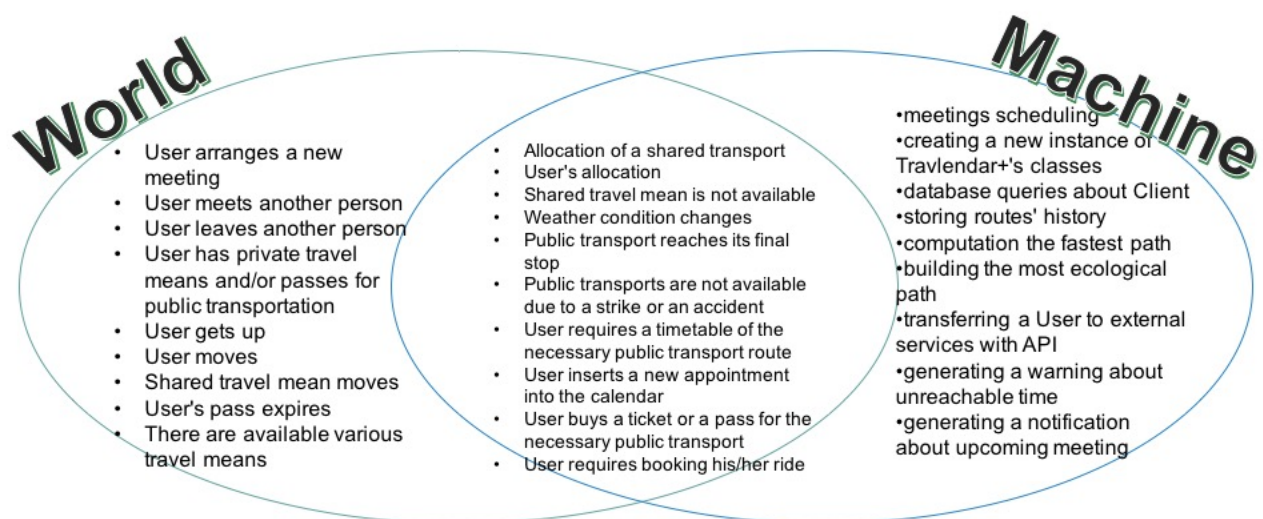 World
• User arranges a new
meeting
• User meets another person
• User leaves another person
• User has private travel
means and/or passes for
public transportation
• User gets up
• User moves
• Shared travel mean moves
• User's pass expires
• There are available various
travel means
• Allocation of a shared transport
• User's allocation
• Shared travel mean is not available
• Weather condition changes
• Public transport reaches its final
stop
• Public transports are not available
due to a strike or an accident
• User requires a timetable of the
necessary public transport route
• User inserts a new appointment
into the calendar
• User buys a ticket or a pass for the
necessary public transport
• User requires booking his/her ride
Machine
•meetings scheduling
•creating a new instance of
Travlendar+'s classes
•database queries about Client
•storing routes' history
•computation the fastest path
•building the most ecological
path
•transferring a User to external
services with API
•generating a warning about
unreachable time
•generating a notification
about upcoming meeting